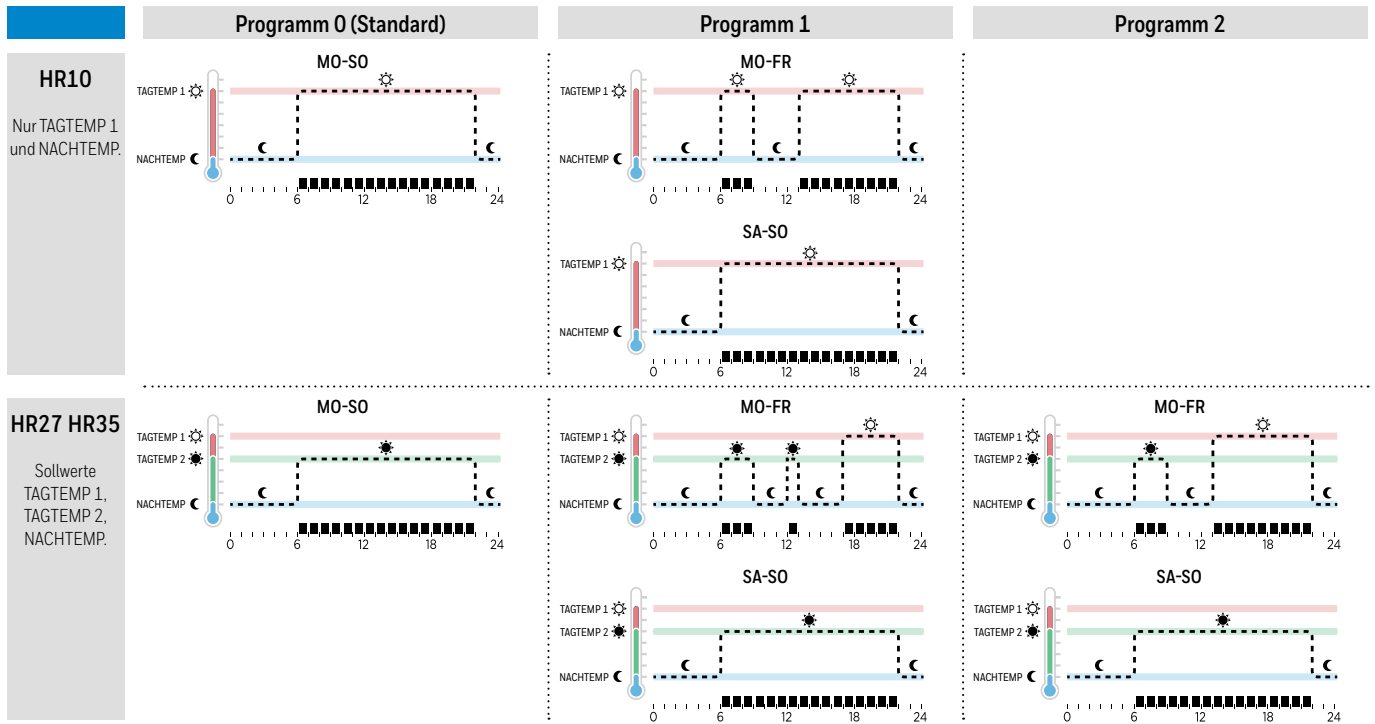 Programm 0 (Standard)
Programm 1
Programm 2
HR10
Nur TAGTEMP 1
und NACHTEMP.
MO-SO
TAGTEMP 1
NACHTEMP
0 6 12 18 24
MO-FR
TAGTEMP 1
NACHTEMP
0 6 12 18 24
SA-SO
TAGTEMP 1
NACHTEMP
0 6 12 18 24
HR27 HR35
Sollwerte
TAGTEMP 1,
TAGTEMP 2,
NACHTEMP.
MO-SO
TAGTEMP 1
TAGTEMP 2
NACHTEMP
0 6 12 18 24
MO-FR
TAGTEMP 1
TAGTEMP 2
NACHTEMP
0 6 12 18 24
MO-FR
TAGTEMP 1
TAGTEMP 2
NACHTEMP
0 6 12 18 24
SA-SO
TAGTEMP 1
TAGTEMP 2
NACHTEMP
0 6 12 18 24
SA-SO
TAGTEMP 1
TAGTEMP 2
NACHTEMP
0 6 12 18 24